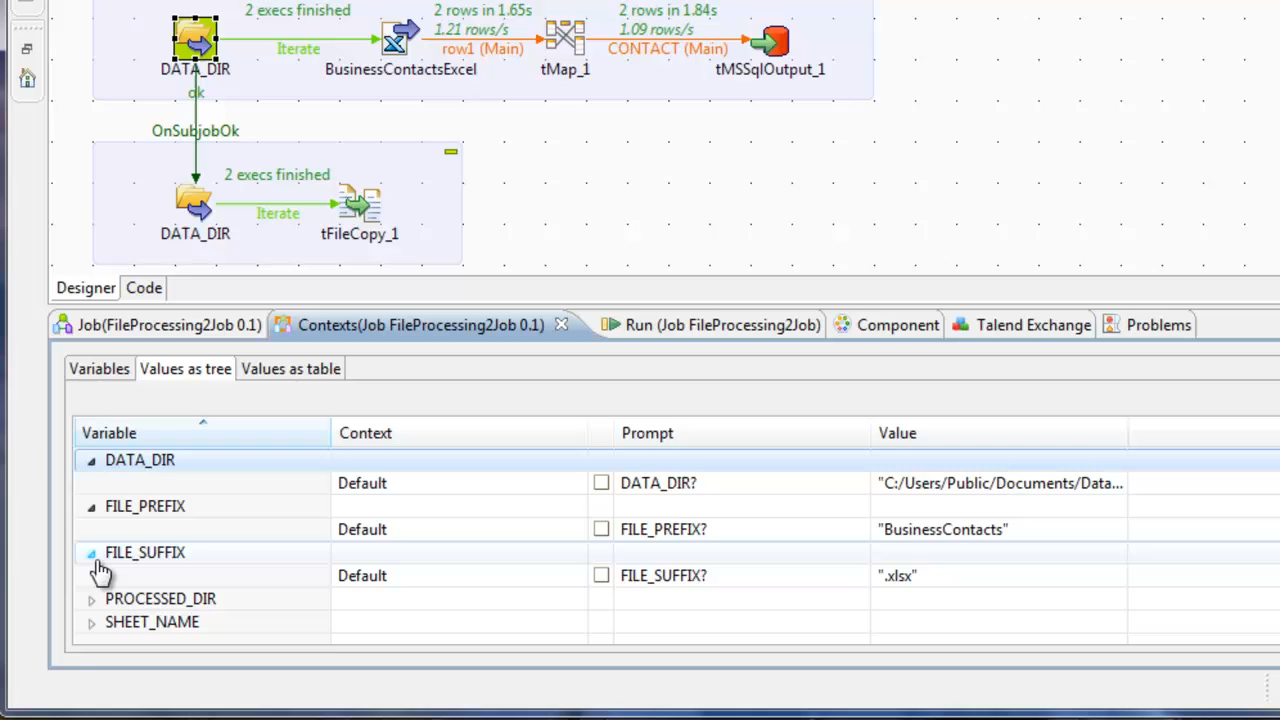 2 execs finished
2 rows in 1.65s
2 rows in 1.84s
1.21 rows/s
1.09 rows/s
Iterate
row1 (Main)
CONTACT (Main)
DATA_DIR
BusinessContactsExcel
tMap_1
tMSSqlOutput_1
ok
OnSubjobOk
2 execs finished
Iterate
DATA_DIR
tFileCopy_1
Designer
Code
Job(FileProcessing2Job 0.1)
Contexts(Job FileProcessing2Job 0.1)
Run (Job FileProcessing2Job)
Component
Talend Exchange
Problems
Variables
Values as tree
Values as table
Variable
Context
Prompt
Value
DATA_DIR
Default
DATA_DIR?
"C:/Users/Public/Documents/Data...
FILE_PREFIX
Default
FILE_PREFIX?
"BusinessContacts"
FILE_SUFFIX
Default
FILE_SUFFIX?
".xlsx"
PROCESSED_DIR
SHEET_NAME